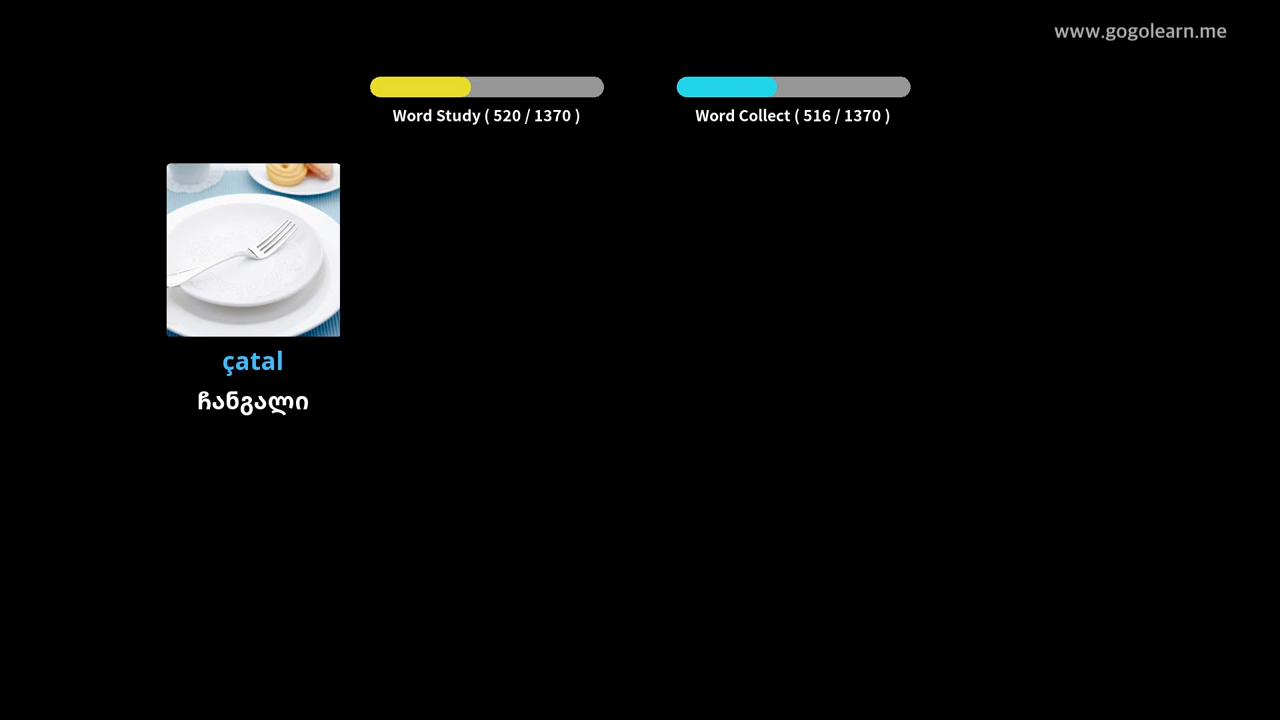 www.gogolearn.me
Word Study ( 520 / 1370 )
Word Collect ( 516 / 1370 )
çatal
ჩანგალი